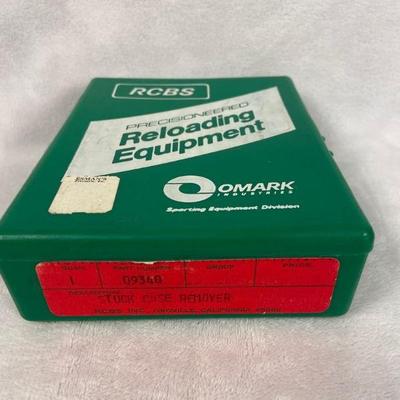 RCBS
PRECISIONEERED
Reloading
Equipment
OMARK
INDUSTRIES
Sporting Equipment Division
QUAN. PART NUMBER GROUP PRICE
1 09340
DESCRIPTION
STUCK CASE REMOVER
RCBS INC. OROVILLE, CALIFORNIA 95965